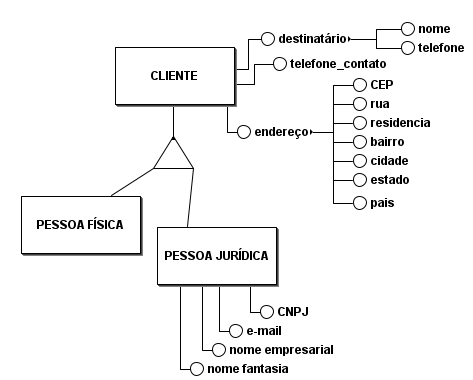 nome
destinatário
telefone
telefone_contato
CLIENTE
CEP
rua
residencia
endereço
bairro
cidade
estado
pais
PESSOA FÍSICA
PESSOA JURÍDICA
CNPJ
e-mail
nome empresarial
nome fantasia